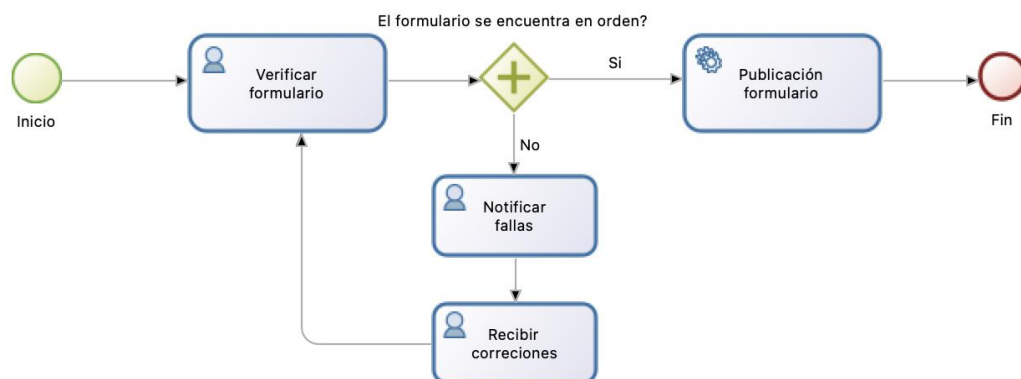 El formulario se encuentra en orden?
Inicio
Verificar
formulario
Si
Publicación
formulario
Fin
No
Notificar
fallas
Recibir
correciones